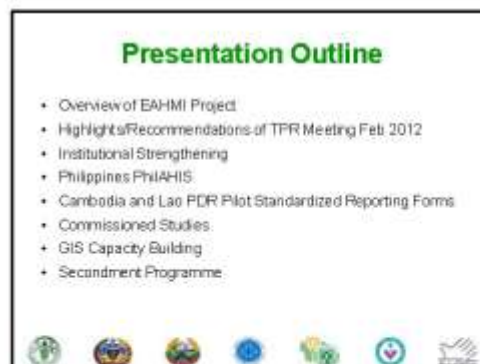 Presentation Outline
• Overview of EAHMI Project
• Highlights/Recommendations of TPR Meeting Feb 2012
• Institutional Strengthening
• Philippines PhilAHIS
• Cambodia and Lao PDR Pilot Standardized Reporting Forms
• Commissioned Studies
• GIS Capacity Building
• Secondment Programme